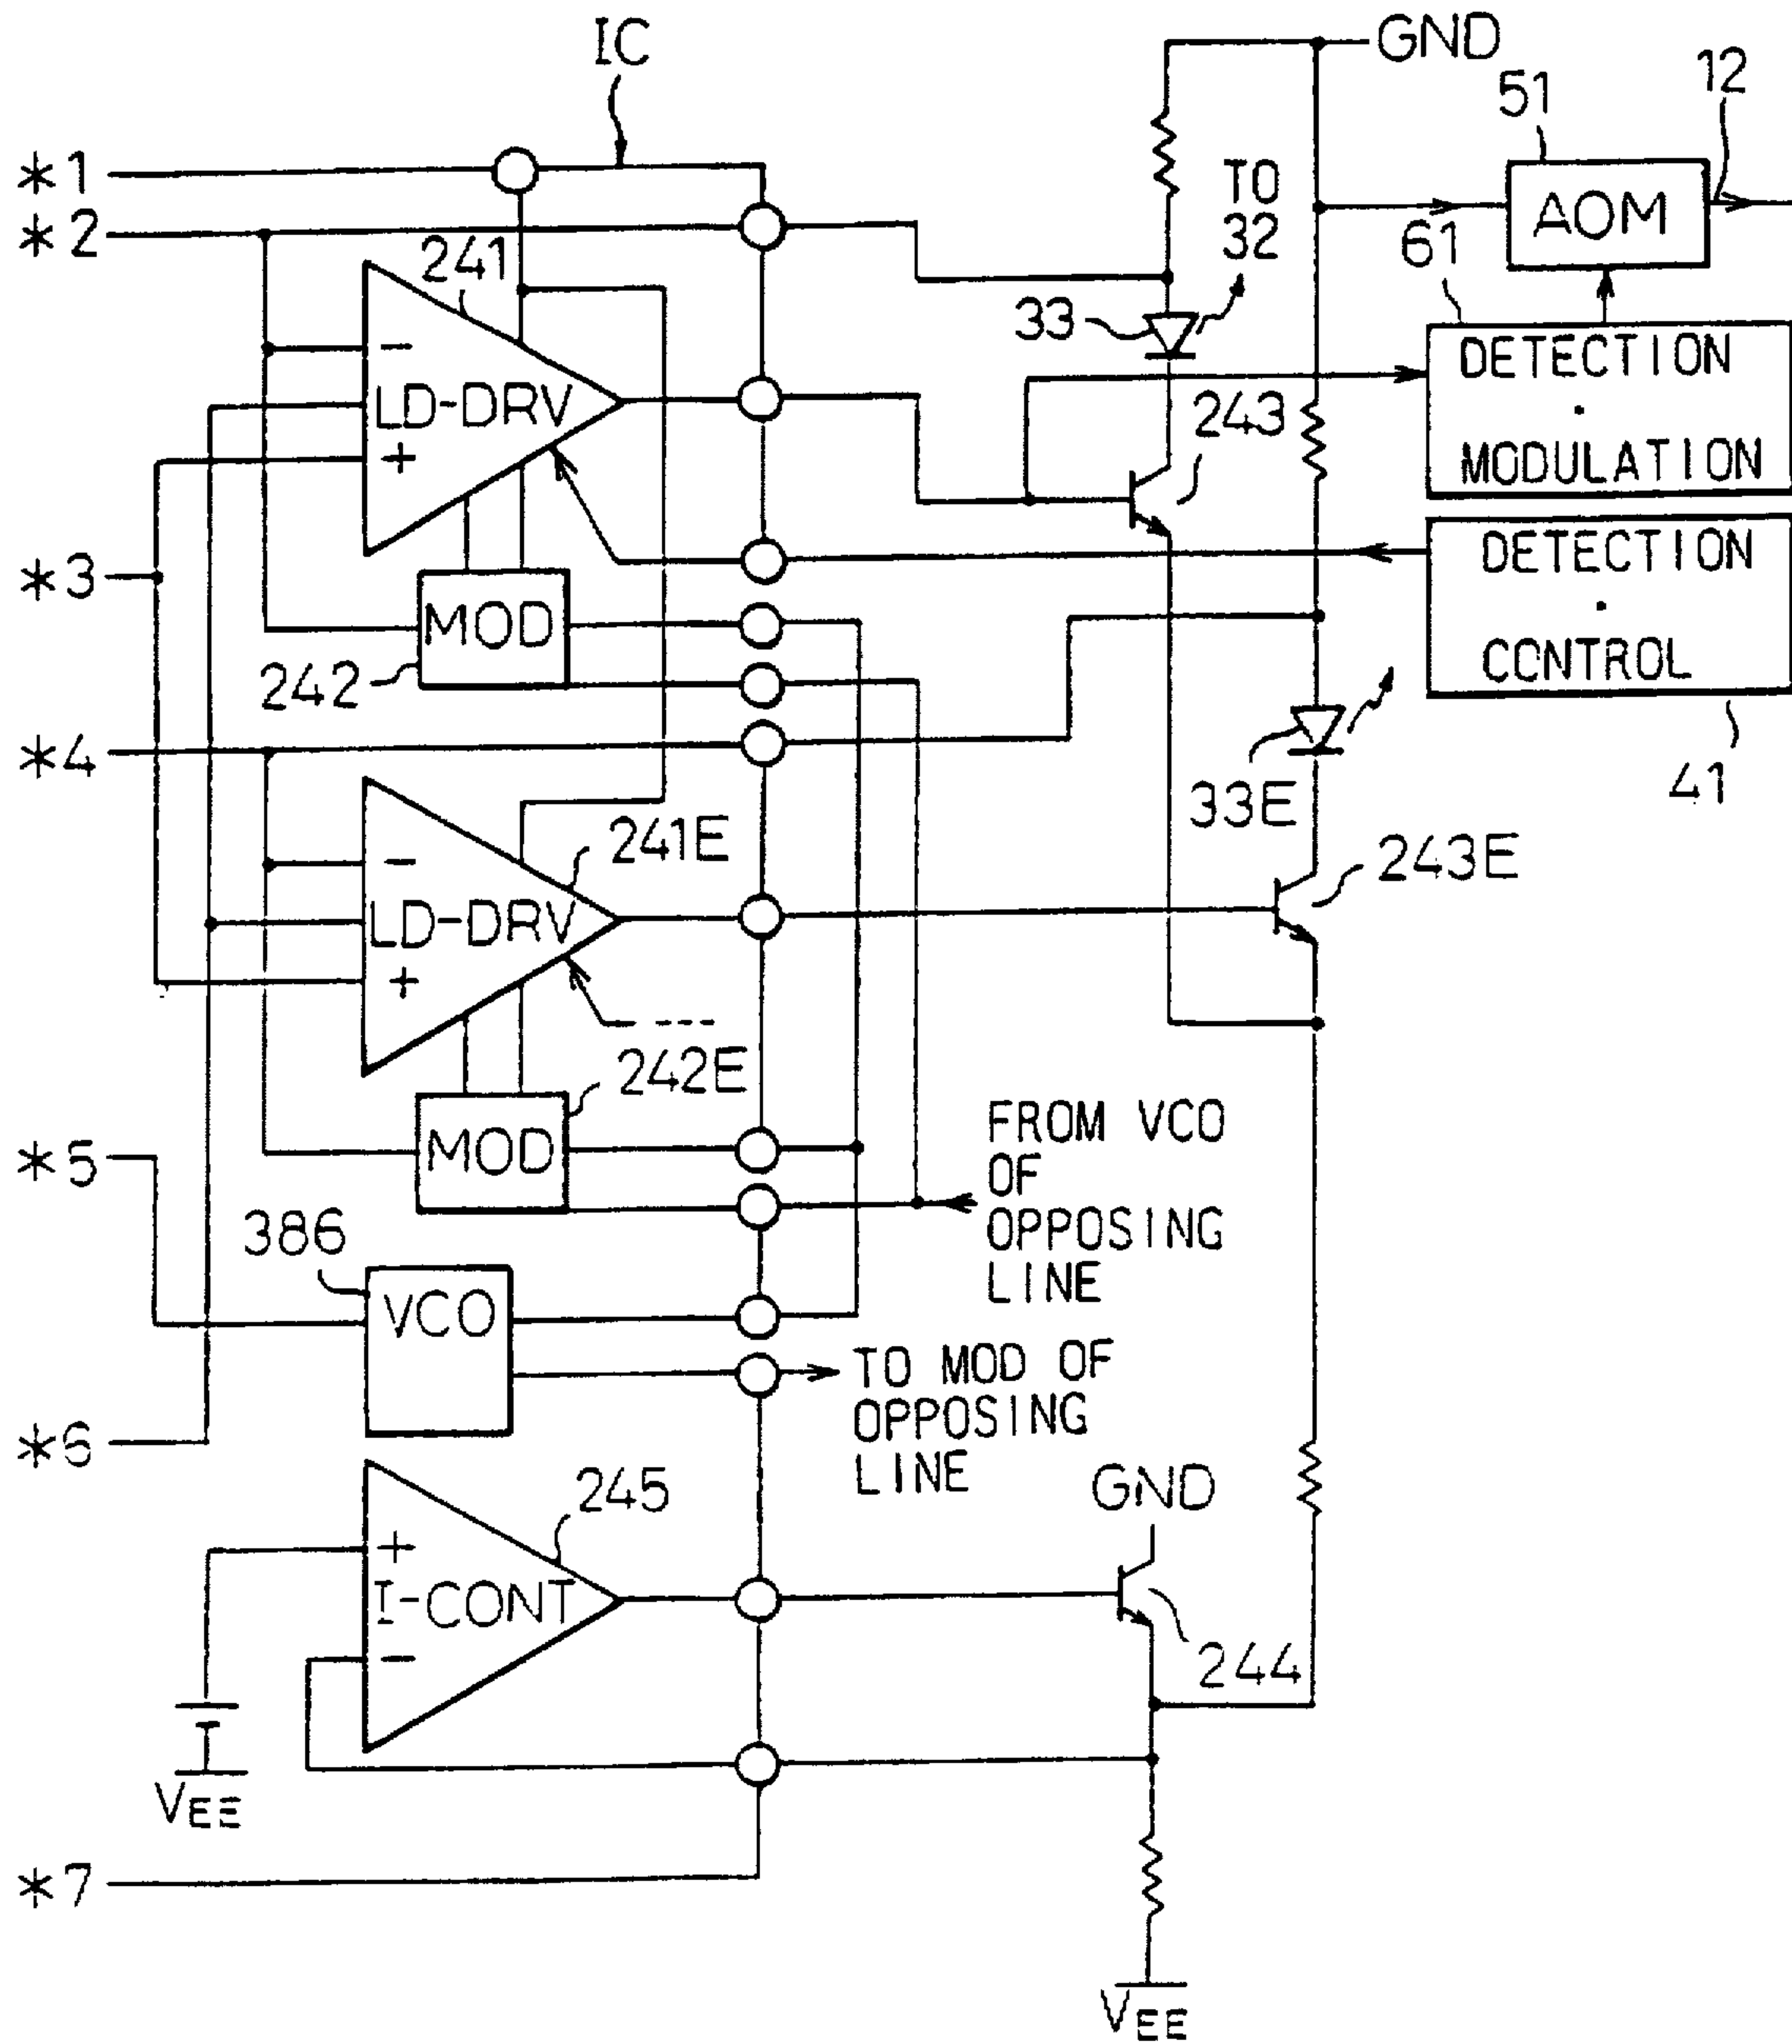 IC
GND
51
12
*1
TO
32
AOM
*2
241
61
33
DETECTION
·
MODULATION
-
LD-DRV
+
243
*3
DETECTION
·
CONTROL
MOD
242
*4
33E
41
241E
243E
-
LD-DRV
+
242E
MOD
FROM VCO
OF
OPPOSING
LINE
*5
386
VCO
TO MOD OF
OPPOSING
LINE
*6
245
GND
+
I-CONT
-
244
VEE
*7
VEE